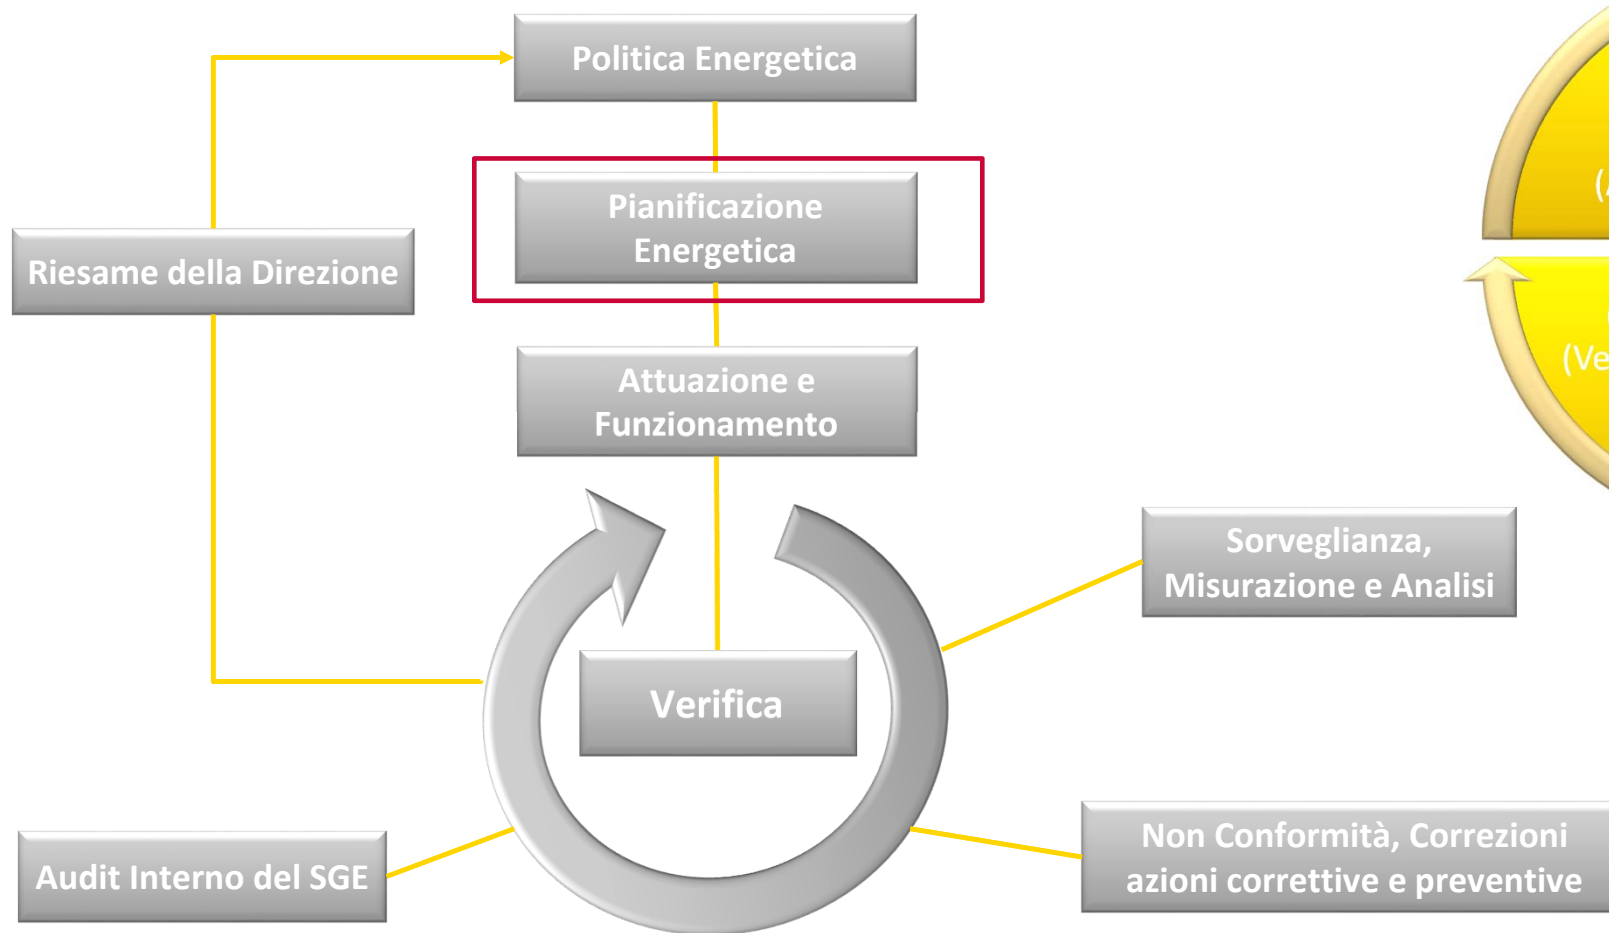 Politica Energetica
Pianificazione
Energetica
Riesame della Direzione
Attuazione e
Funzionamento
Sorveglianza,
Misurazione e Analisi
Verifica
Non Conformità, Correzioni
azioni correttive e preventive
Audit Interno del SGE